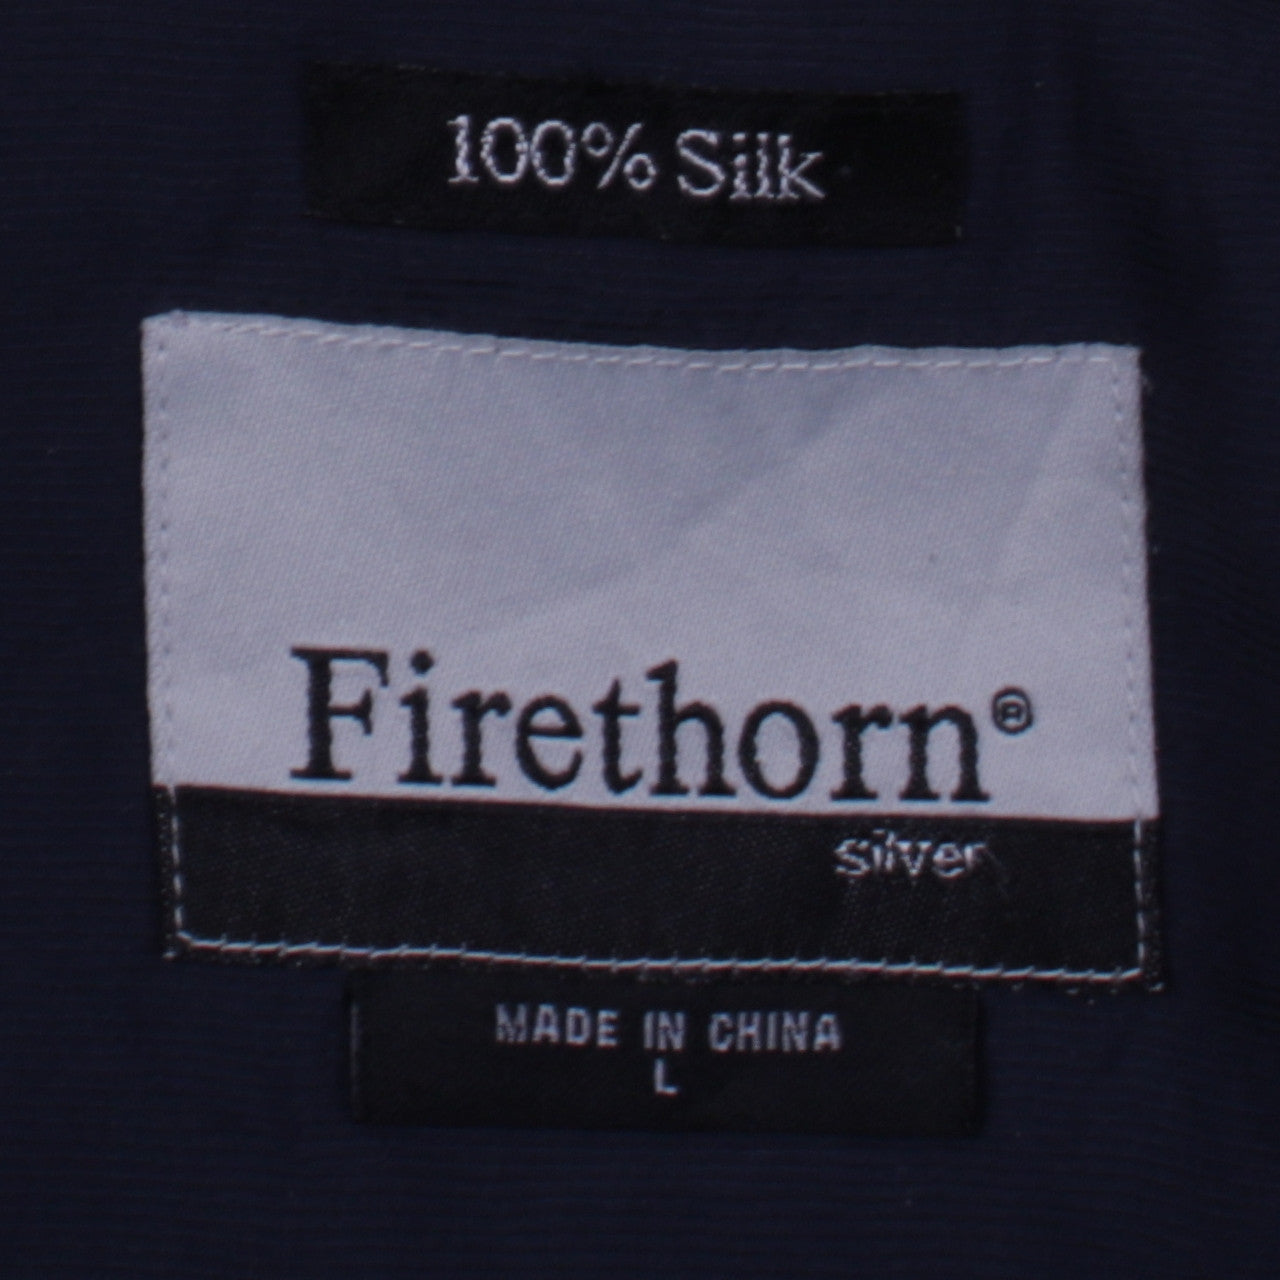 100% Silk
Firethorn®
silver
MADE IN CHINA
L